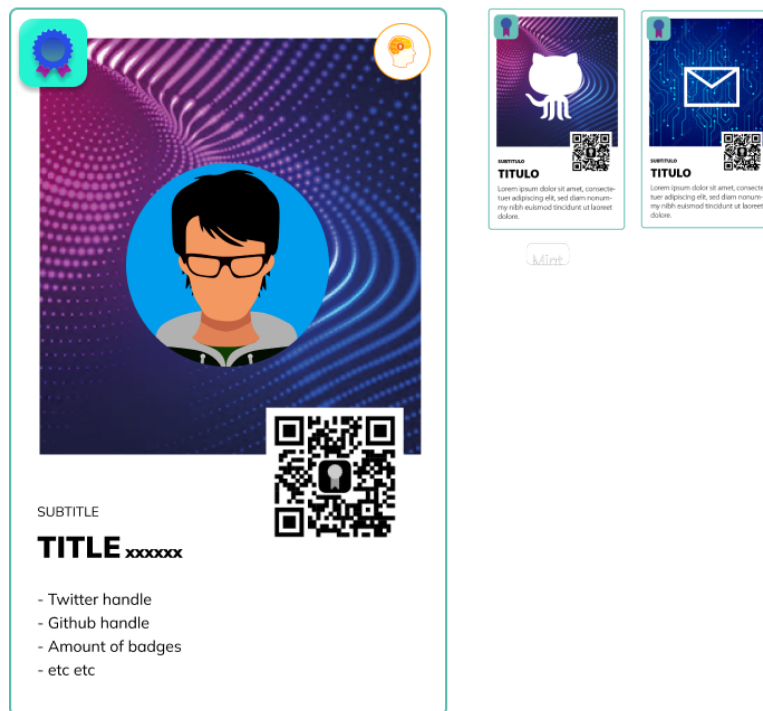 SUBTITLE
TITLE xxxxxx
- Twitter handle
- Github handle
- Amount of badges
- etc etc
SUBTITULO
TITULO
Lorem ipsum dolor sit amet, consecte-
tuer adipiscing elit, sed diam nonum-
my nibh euismod tincidunt ut laoreet
dolore.
Mint
SUBTITULO
TITULO
Lorem ipsum dolor sit amet, consecte
tuer adipiscing elit, sed diam nonum-
my nibh euismod tincidunt ut laoreet
dolore.